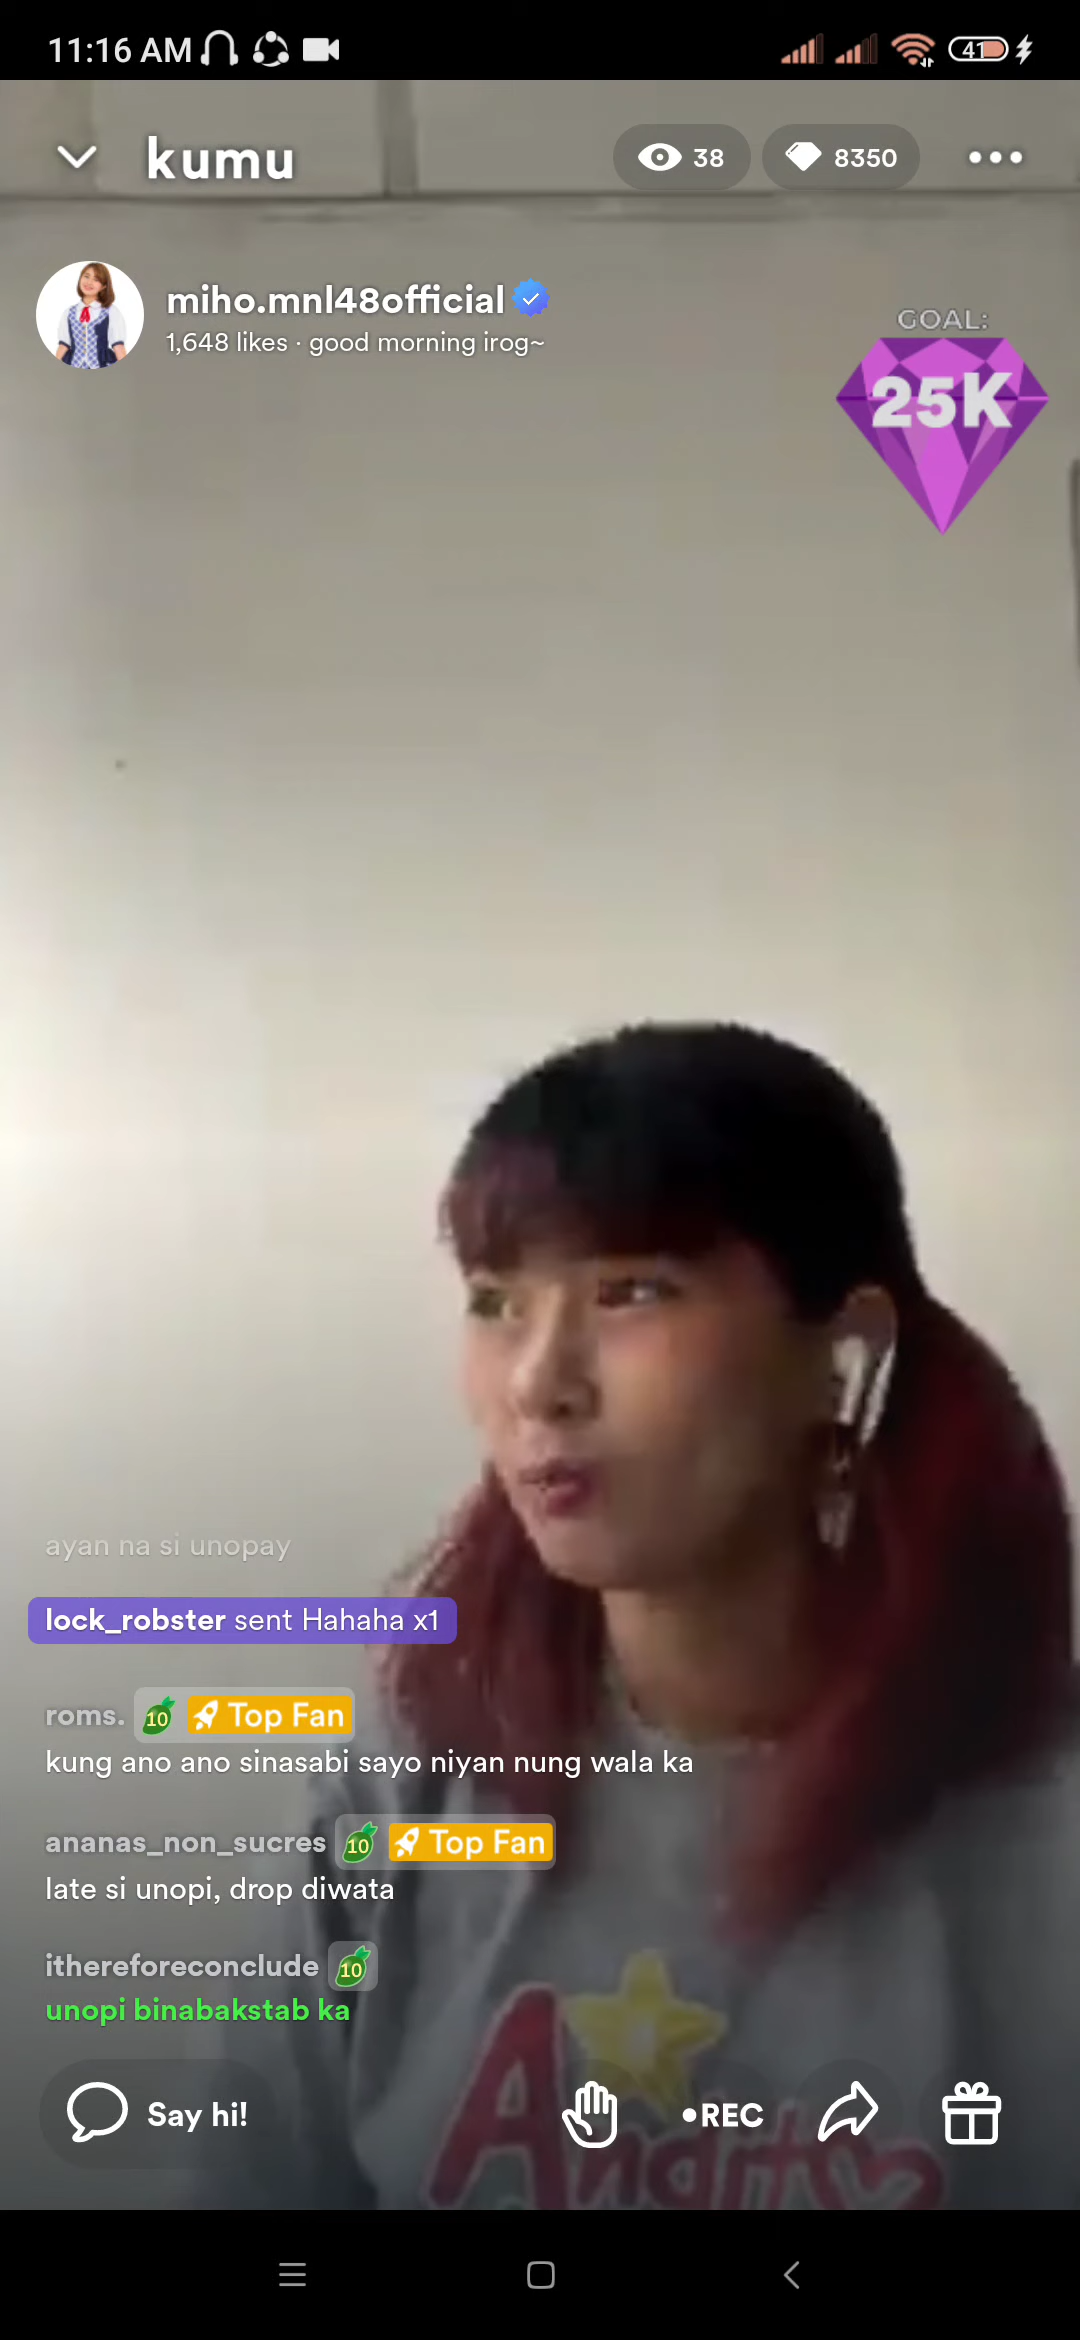 11:16 AM
41
kumu
38
8350
miho.mnl48official
1,648 likes · good morning irog~
GOAL:
25K
ayan na si unopay
lock_robster sent Hahaha x1
roms. 10 Top Fan
kung ano ano sinasabi sayo niyan nung wala ka
ananas_non_sucres 10 Top Fan
late si unopi, drop diwata
ithereforeconclude 10
unopi binabakstab ka
Say hi!
•REC